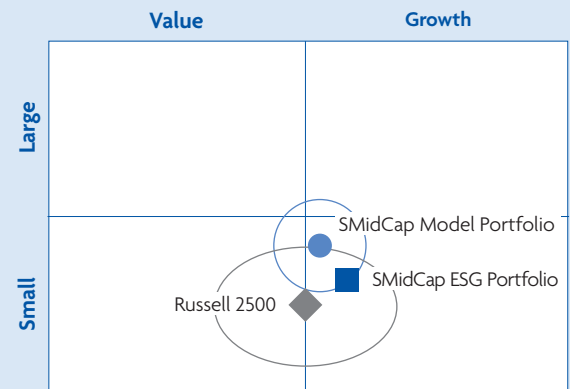 Value
Growth
Large
SMidCap Model Portfolio
SMidCap ESG Portfolio
Russell 2500
Small